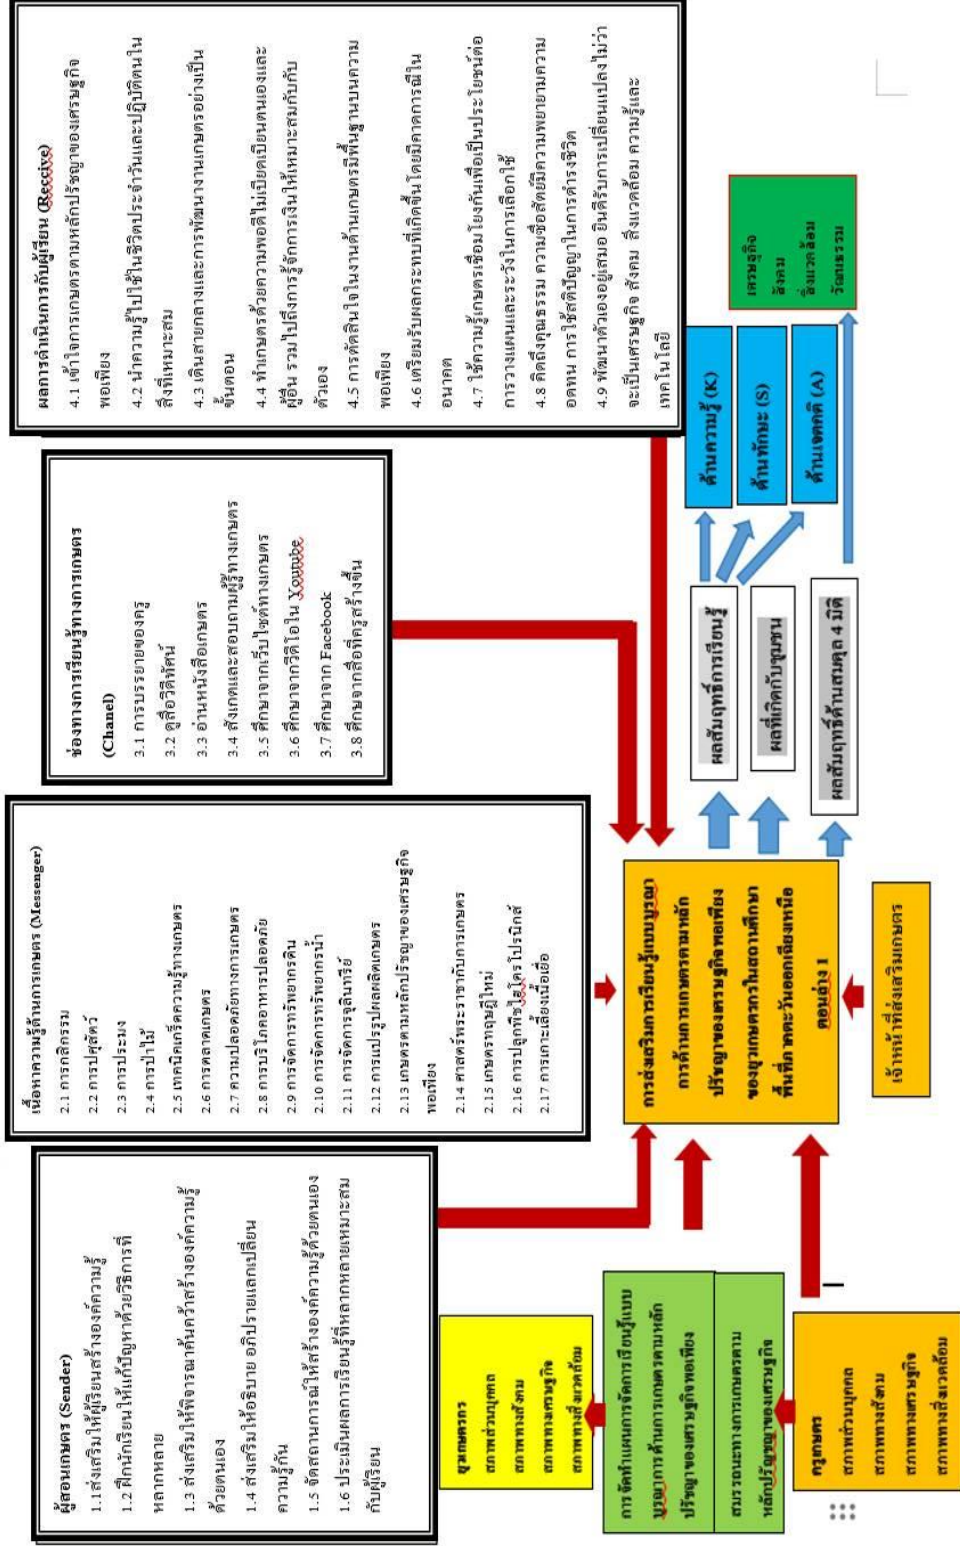 ผู้สอนเกษตร (Sender)
1.1ส่งเสริมให้ผู้เรียนสร้างองค์ความรู้
1.2 ฝึกนักเรียนให้แก้ปัญหาด้วยวิธีการที่
หลากหลาย
1.3 ส่งเสริมให้พิจารณาค้นคว้าสร้างองค์ความรู้
ด้วยตนเอง
1.4 ส่งเสริมให้อธิบาย อภิปรายแลกเปลี่ยน
ความรู้กัน
1.5 จัดสถานการณ์ให้สร้างองค์ความรู้ด้วยตนเอง
1.6 ประเมินผลการเรียนรู้ที่หลากหลายเหมาะสม
กับผู้เรียน
เนื้อหาความรู้ด้านการเกษตร (Messenger)
2.1 การกสิกรรม
2.2 การปศุสัตว์
2.3 การประมง
2.4 การป่าไม้
2.5 เทคนิคเกร็ดความรู้ทางเกษตร
2.6 การตลาดเกษตร
2.7 ความปลอดภัยทางการเกษตร
2.8 การบริโภคอาหารปลอดภัย
2.9 การจัดการทรัพยากรดิน
2.10 การจัดการทรัพยากรน้ำ
2.11 การจัดการจุลินทรีย์
2.12 การแปรรูปผลผลิตเกษตร
2.13 เกษตรตามหลักปรัชญาของเศรษฐกิจ
พอเพียง
2.14 ศาสตร์พระราชากับการเกษตร
2.15 เกษตรทฤษฎีใหม่
2.16 การปลูกพืชไฮโดรโปรนิกส์
2.17 การเกาะเลี้ยงเนื้อเยื่อ
ช่องทางการเรียนรู้ทางการเกษตร
(Chanel)
3.1 การบรรยายของครู
3.2 ดูสื่อวิดีทัศน์
3.3 อ่านหนังสือเกษตร
3.4 สังเกตและสอบถามผู้รู้ทางเกษตร
3.5 ศึกษาจากเว็บไซต์ทางเกษตร
3.6 ศึกษาจากวิดีโอใน Youtube
3.7 ศึกษาจาก Facebook
3.8 ศึกษจากสื่อที่ครูสร้างขึ้น
ผลการดำเนินการกับผู้เรียน (Reccive)
4.1 เข้าใจการเกษตรตามหลักปรัชญาของเศรษฐกิจ
พอเพียง
4.2 นำความรู้ไปใช้ในชีวิตประจำวันและปฏิบัติตนใน
สิ่งที่เหมาะสม
4.3 เดินสายกลางและการพัฒนางานเกษตรอย่างเป็น
ขั้นตอน
4.4 ทำเกษตรด้วยความพอดีไม่เบียดเบียนตนเองและ
ผู้อื่น รวมไปถึงการรู้จักการเงินให้เหมาะสมกับกับ
ตัวเอง
4.5 การตัดสินใจในงานด้านเกษตรมีพื้นฐานบนความ
พอเพียง
4.6 เตรียมรับผลกระทบที่เกิดขึ้นโดยมีคาดการณ์ใน
อนาคต
4.7 ใช้ความรู้เกษตรเชื่อมโยงกันเพื่อเป็นประโยชน์ต่อ
การวางแผนและระวังในการเลือกใช้
4.8 คิดถึงคุณธรรม ความซื่อสัตย์มีความพยายามความ
อดทน การใช้สติปัญญาในการดำรงชีวิต
4.9 พัฒนาตัวเองอยู่เสมอ ยินดีรับการเปลี่ยนแปลงไม่ว่า
จะเป็นเศรษฐกิจ สังคม สิ่งแวดล้อม ความรู้และ
เทคโนโลยี
ยุวเกษตรกร
สภาพส่วนบุคคล
สภาพทางสังคม
สภาพทางเศรษฐกิจ
สภาพทางสิ่งแวดล้อม
การจัดทำแผนการจัดการเรียนรู้แบบ
บูรณาการด้านการเกษตรตามหลัก
ปรัชญาของเศรษฐกิจพอเพียง
สมรรถนะทางการเกษตรตาม
หลักปรัชญาของเศรษฐกิจ
ครูเกษตร
สภาพส่วนบุคคล
สภาพทางสังคม
สภาพทางเศรษฐกิจ
สภาพทางสิ่งแวดล้อม
การส่งเสริมการเรียนรู้แบบบูรณา
การด้านการเกษตรตามหลัก
ปรัชญาของเศรษฐกิจพอเพียง
ของยุวเกษตกรในสถานศึกษา
พื้นที่ภาคตะวันออกเฉียงเหนือ
ตอนล่าง 1
เจ้าหน้าที่ส่งเสริมเกษตร
ผลสัมฤทธิ์การเรียนรู้
ผลที่เกิดกับชุมชน
ผลสัมฤทธิ์ด้านสมดุล 4 มิติ
ด้านความรู้ (K)
ด้านทักษะ (S)
ด้านเจตคติ (A)
เศรษฐกิจ
สังคม
สิ่งแวดล้อม
วัฒนธรรม